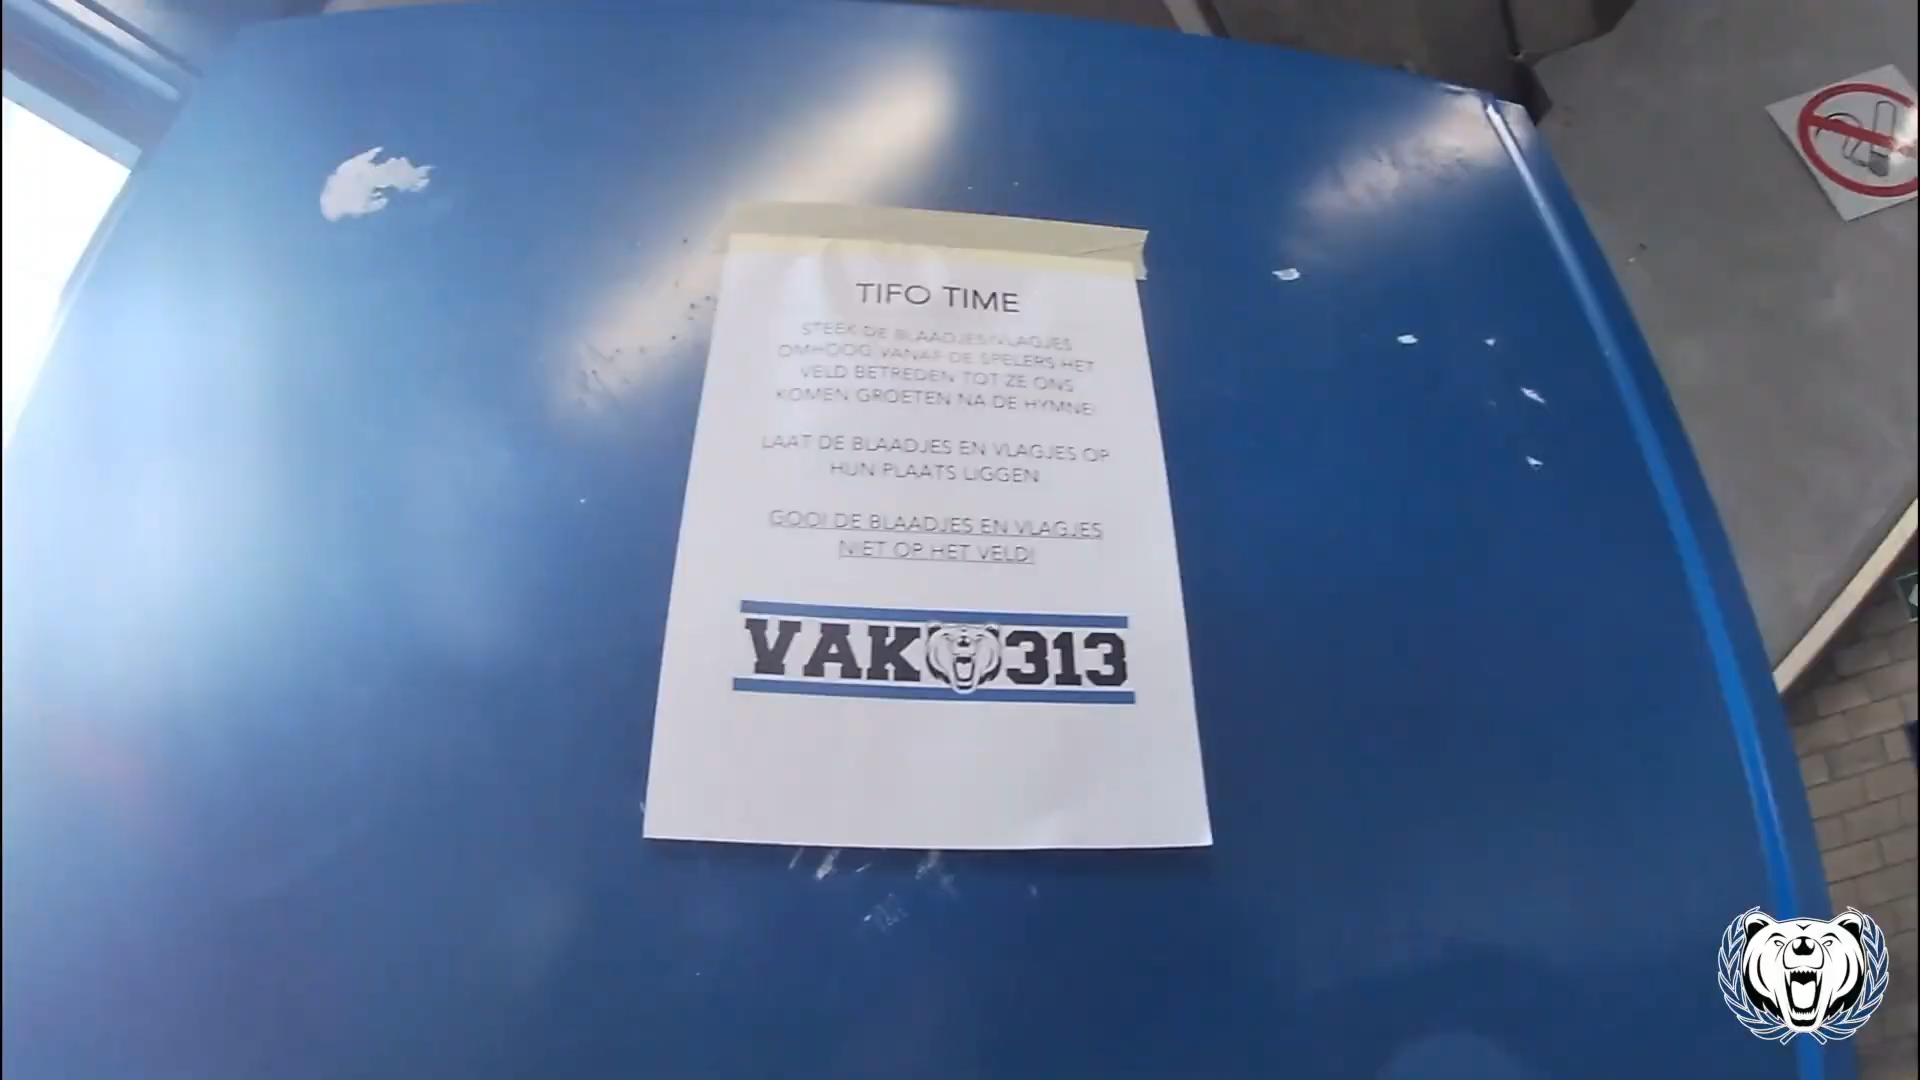 TIFO TIME
STEEK DE BLAADJES/VLAGJES
OMHOOG VANAF DE SPELERS HET
VELD BETREDEN TOT ZE ONS
KOMEN GROETEN NA DE HYMNE!
LAAT DE BLAADJES EN VLAGJES OP
HUN PLAATS LIGGEN
GOOI DE BLAADJES EN VLAGJES
NIET OP HET VELD!
VAK 313